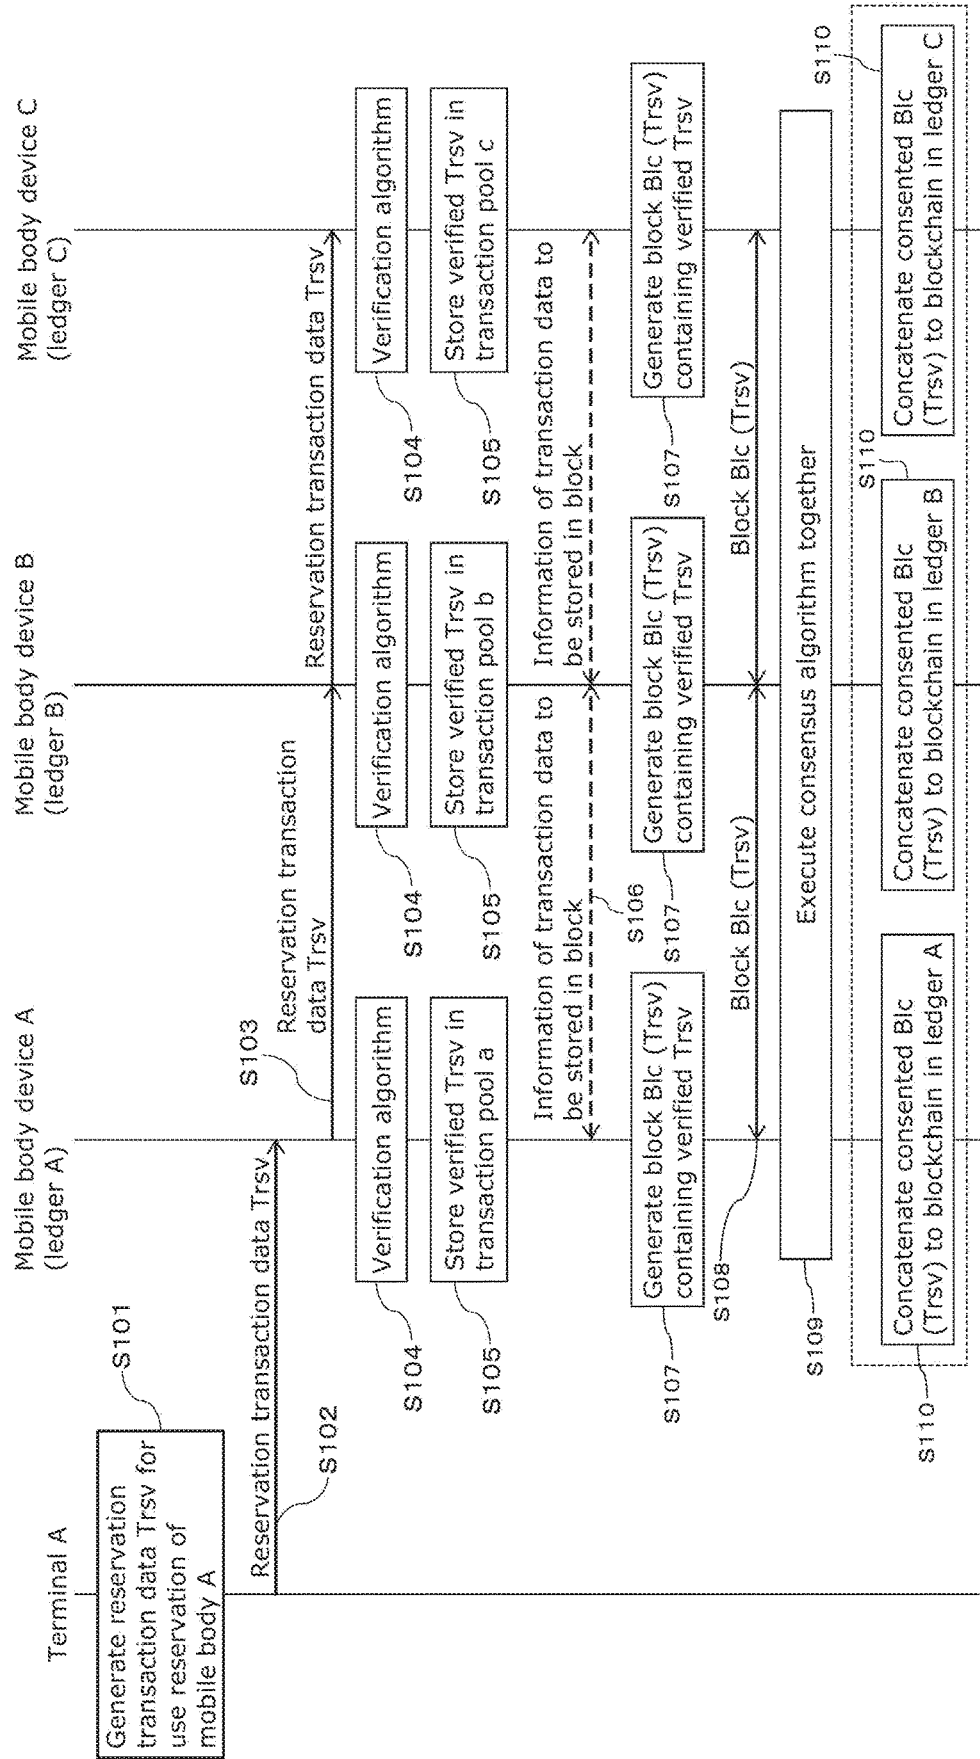 Terminal A
Mobile body device A
(ledger A)
Mobile body device B
(ledger B)
Mobile body device C
(ledger C)
Generate reservation
transaction data Trsv for
use reservation of
mobile body A
S101
Reservation transaction data Trsv
S102
S103
Reservation transaction
data Trsv
Reservation transaction data Trsv
Verification algorithm
S104
Verification algorithm
S104
Verification algorithm
S104
Store verified Trsv in
transaction pool a
S105
Store verified Trsv in
transaction pool b
S105
Store verified Trsv in
transaction pool c
S105
Information of transaction data to
be stored in block
S106
Information of transaction data to
be stored in block
Generate block Blc (Trsv)
containing verified Trsv
S107
Generate block Blc (Trsv)
containing verified Trsv
S107
Generate block Blc (Trsv)
containing verified Trsv
S107
S108
Block Blc (Trsv)
Block Blc (Trsv)
Execute consensus algorithm together
S109
Concatenate consented Blc
(Trsv) to blockchain in ledger A
S110
Concatenate consented Blc
(Trsv) to blockchain in ledger B
S110
Concatenate consented Blc
(Trsv) to blockchain in ledger C
S110